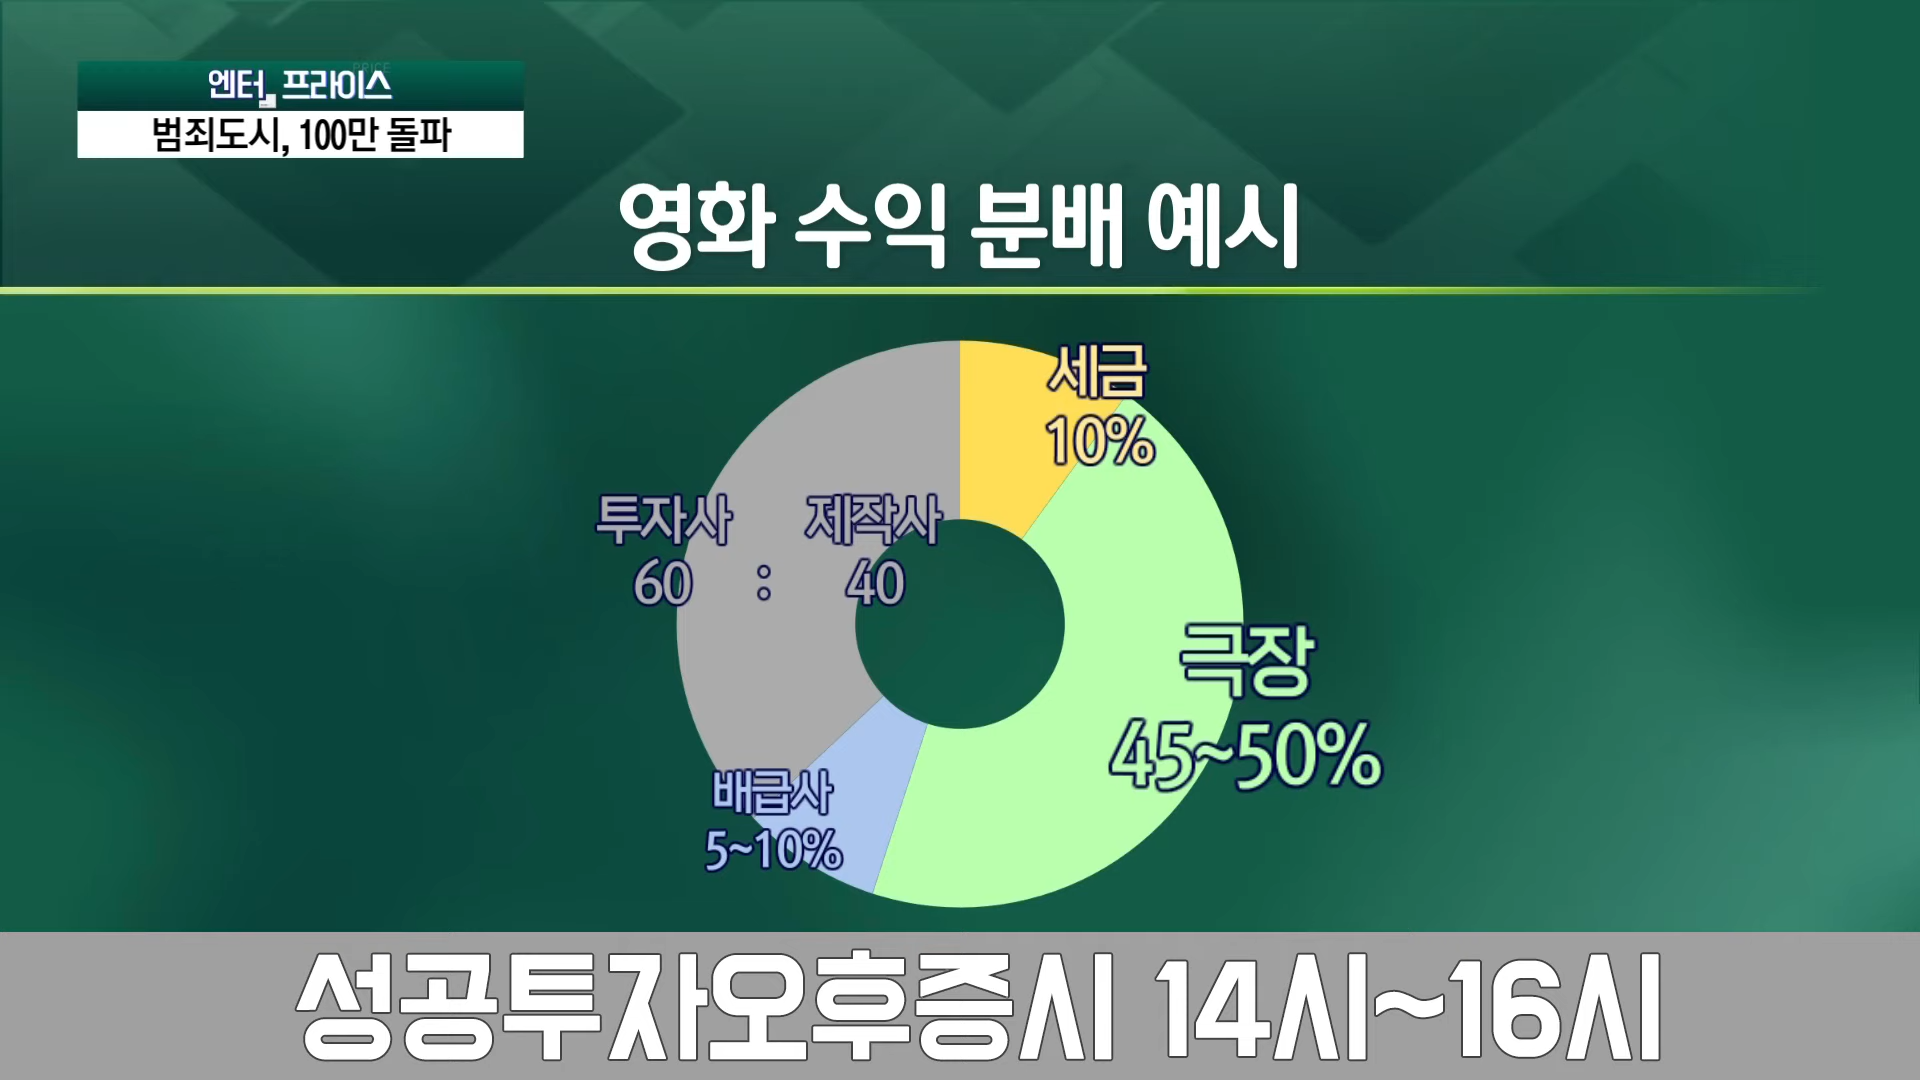 PRICE
엔터_프라이스
범죄도시, 100만 돌파
영화 수익 분배 예시
세금
10%
투자사 제작사
60 : 40
극장
45~50%
배급사
5~10%
성공투자오후증시 14시~16시